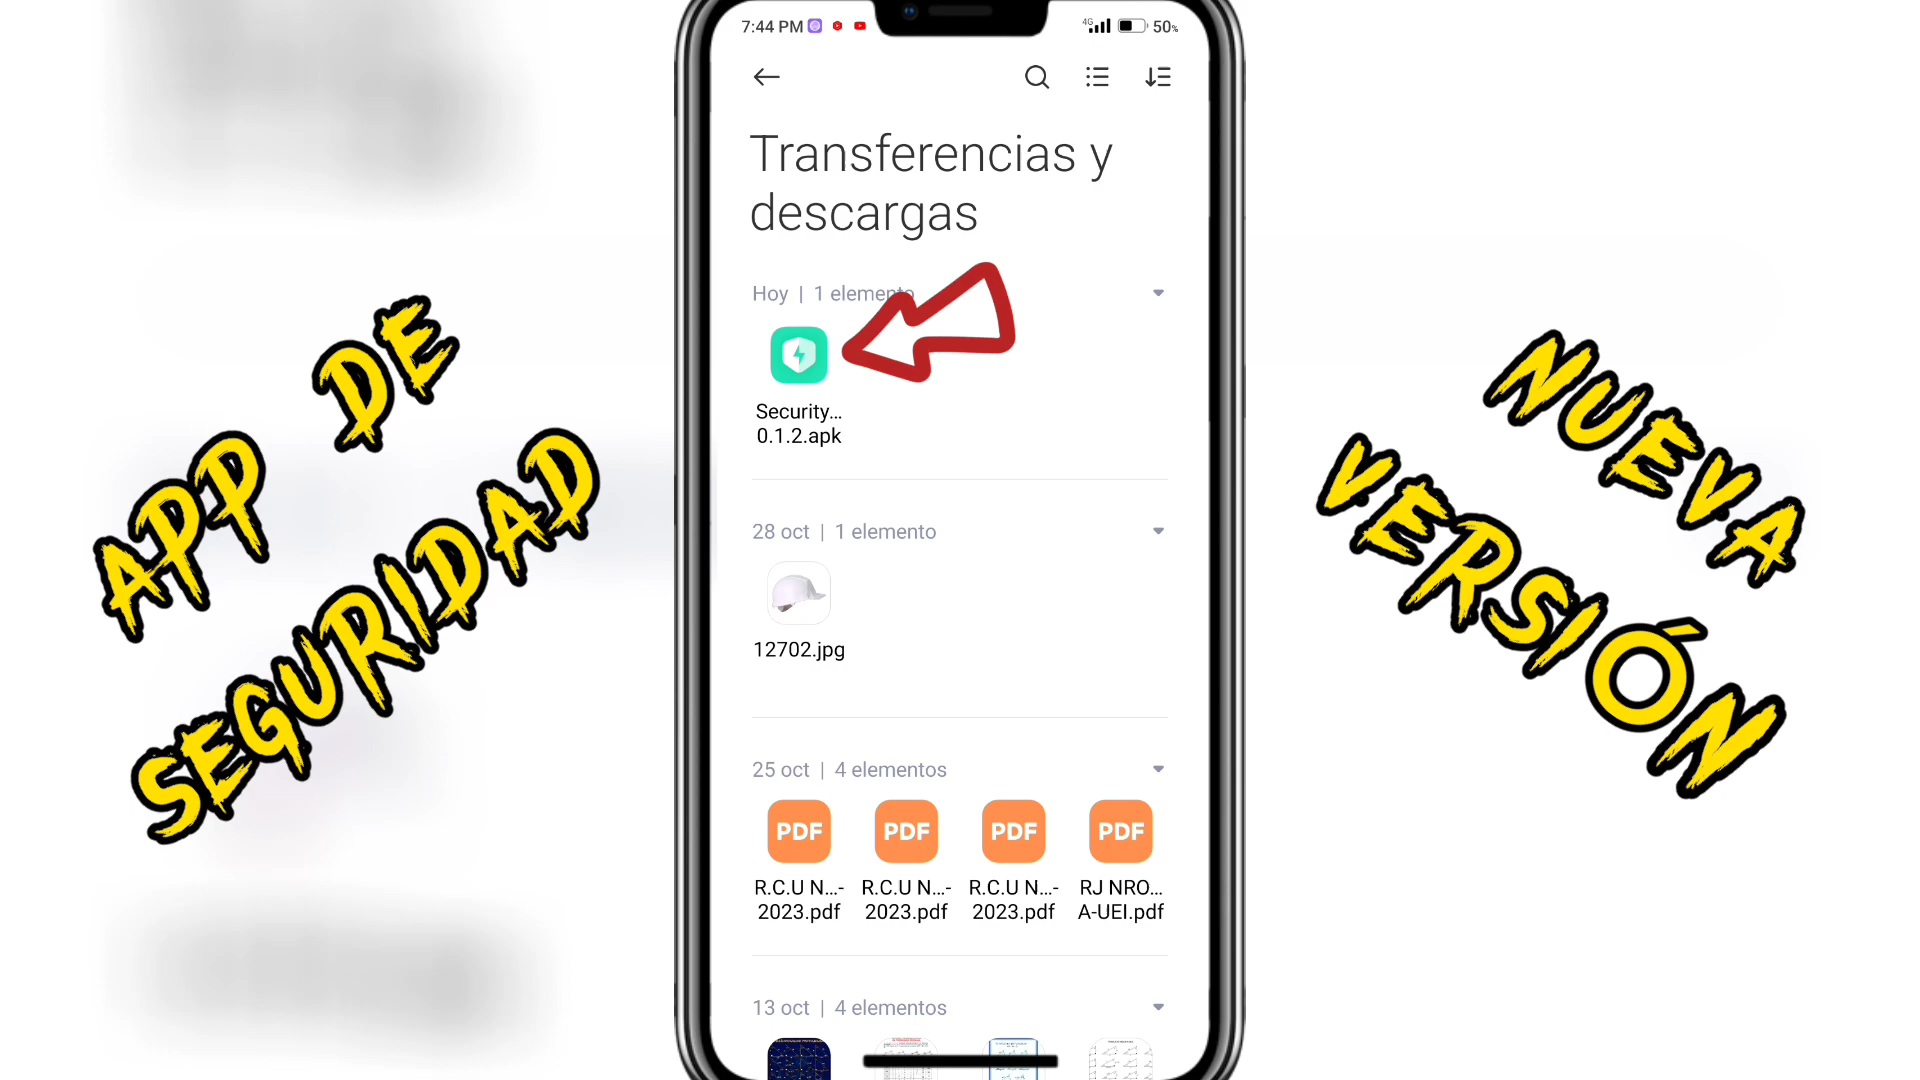 7:44 PM
4G
50%
Transferencias y
descargas
Hoy | 1 elemento
Security...
0.1.2.apk
28 oct | 1 elemento
12702.jpg
25 oct | 4 elementos
PDF PDF PDF PDF
R.C.U N...- R.C.U N...- R.C.U N...- RJ NRO...
2023.pdf 2023.pdf 2023.pdf A-UEI.pdf
13 oct | 4 elementos
APP DE
SEGURIDAD
NUEVA
VERSIÓN